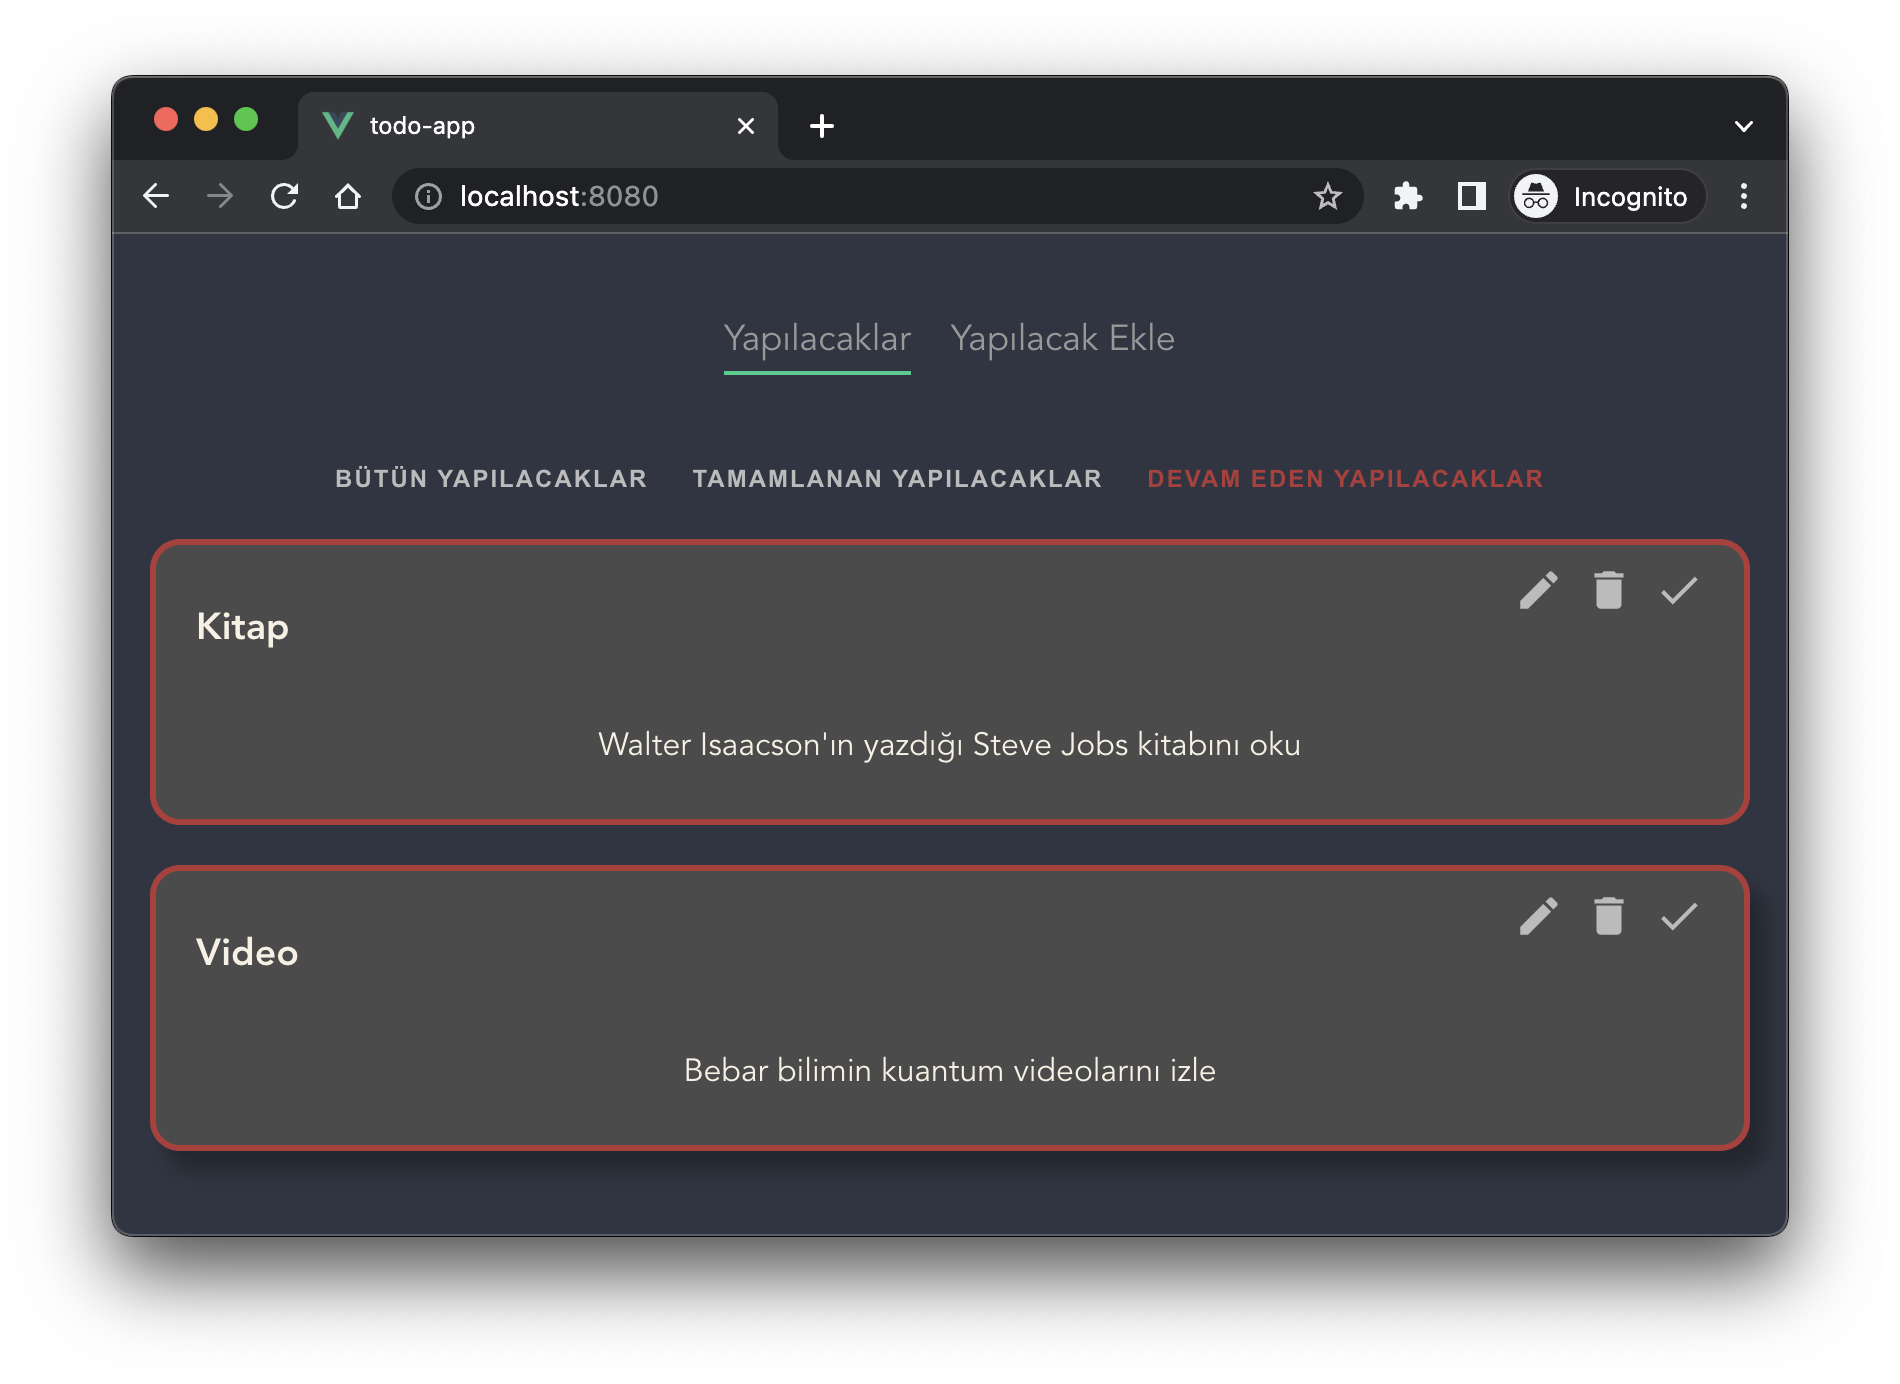 todo-app
localhost:8080
Incognito
Yapılacaklar Yapılacak Ekle
BÜTÜN YAPILACAKLAR TAMAMLANAN YAPILACAKLAR DEVAM EDEN YAPILACAKLAR
Kitap
Walter Isaacson'ın yazdığı Steve Jobs kitabını oku
Video
Bebar bilimin kuantum videolarını izle